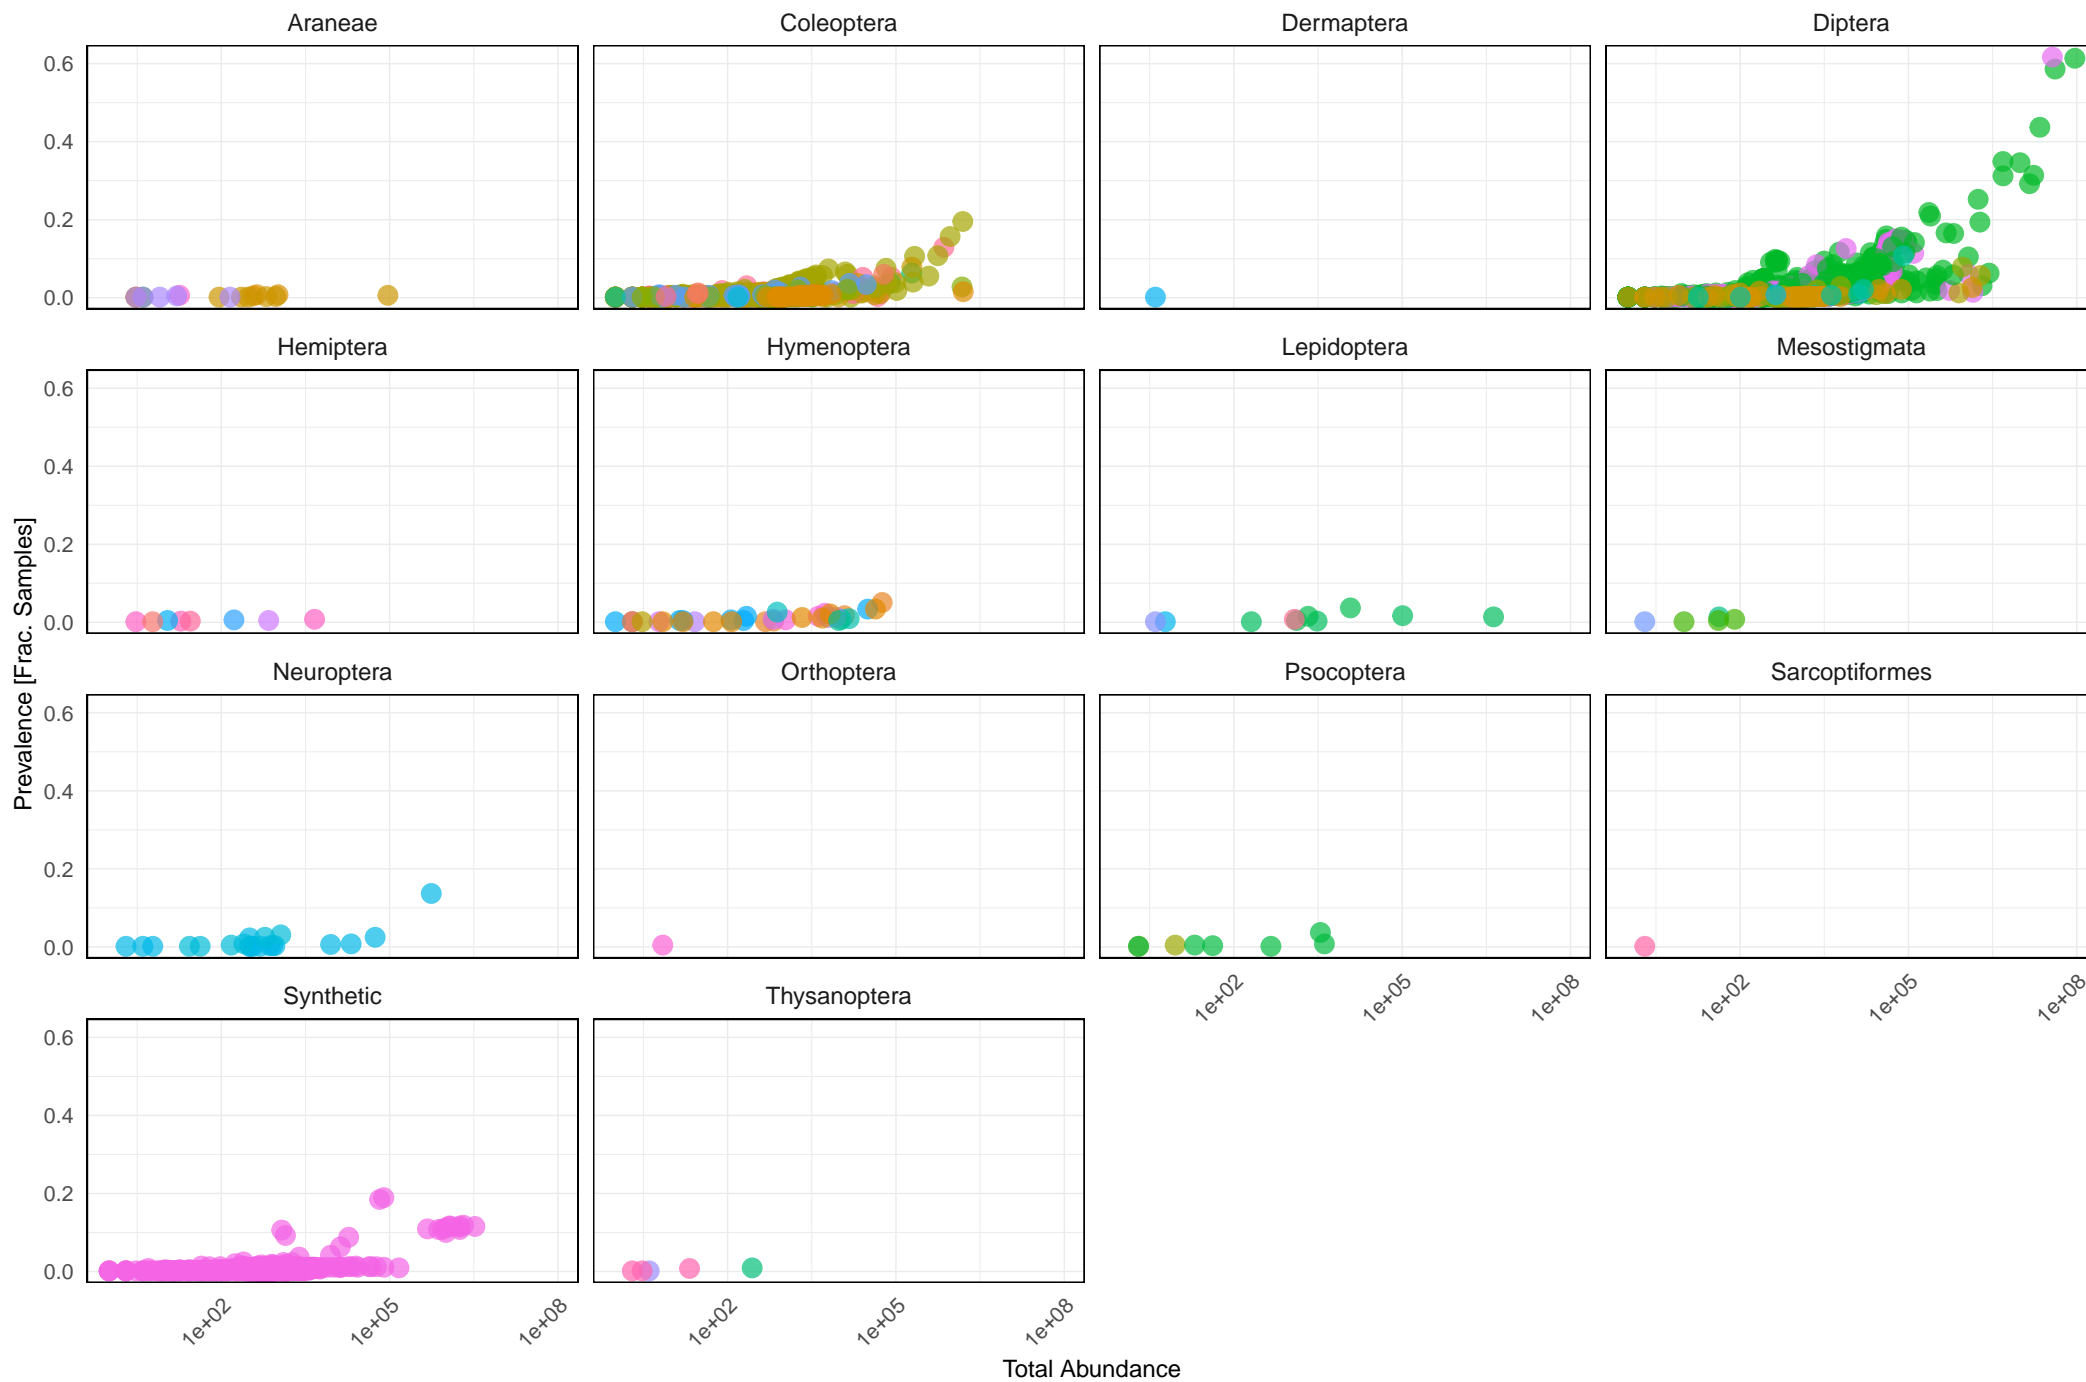 Araneae
Coleoptera
Dermaptera
Diptera
0.6
0.4
0.2
0.0
Hemiptera
Hymenoptera
Lepidoptera
Mesostigmata
0.6
0.4
0.2
0.0
Prevalence [Frac. Samples]
Neuroptera
Orthoptera
Psocoptera
Sarcoptiformes
0.6
0.4
0.2
0.0
1e+02
1e+05
1e+08
1e+02
1e+05
1e+08
Synthetic
Thysanoptera
0.6
0.4
0.2
0.0
1e+02
1e+05
1e+08
1e+02
1e+05
1e+08
Total Abundance